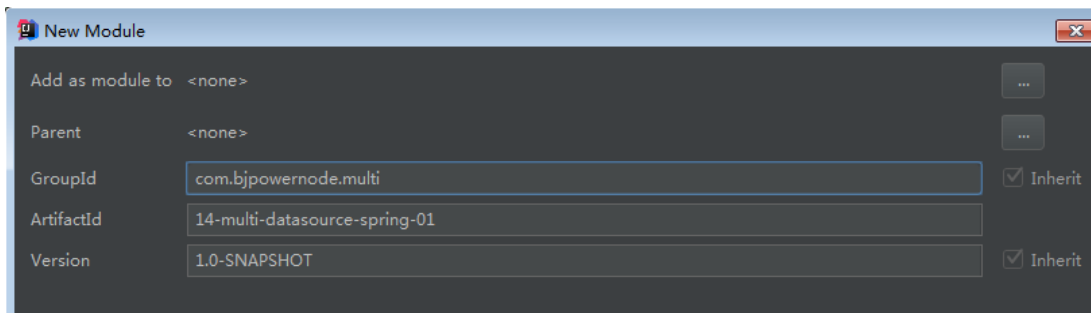 New Module
Add as module to <none>
...
Parent <none>
...
GroupId com.bjpowernode.multi Inherit
ArtifactId 14-multi-datasource-spring-01
Version 1.0-SNAPSHOT Inherit